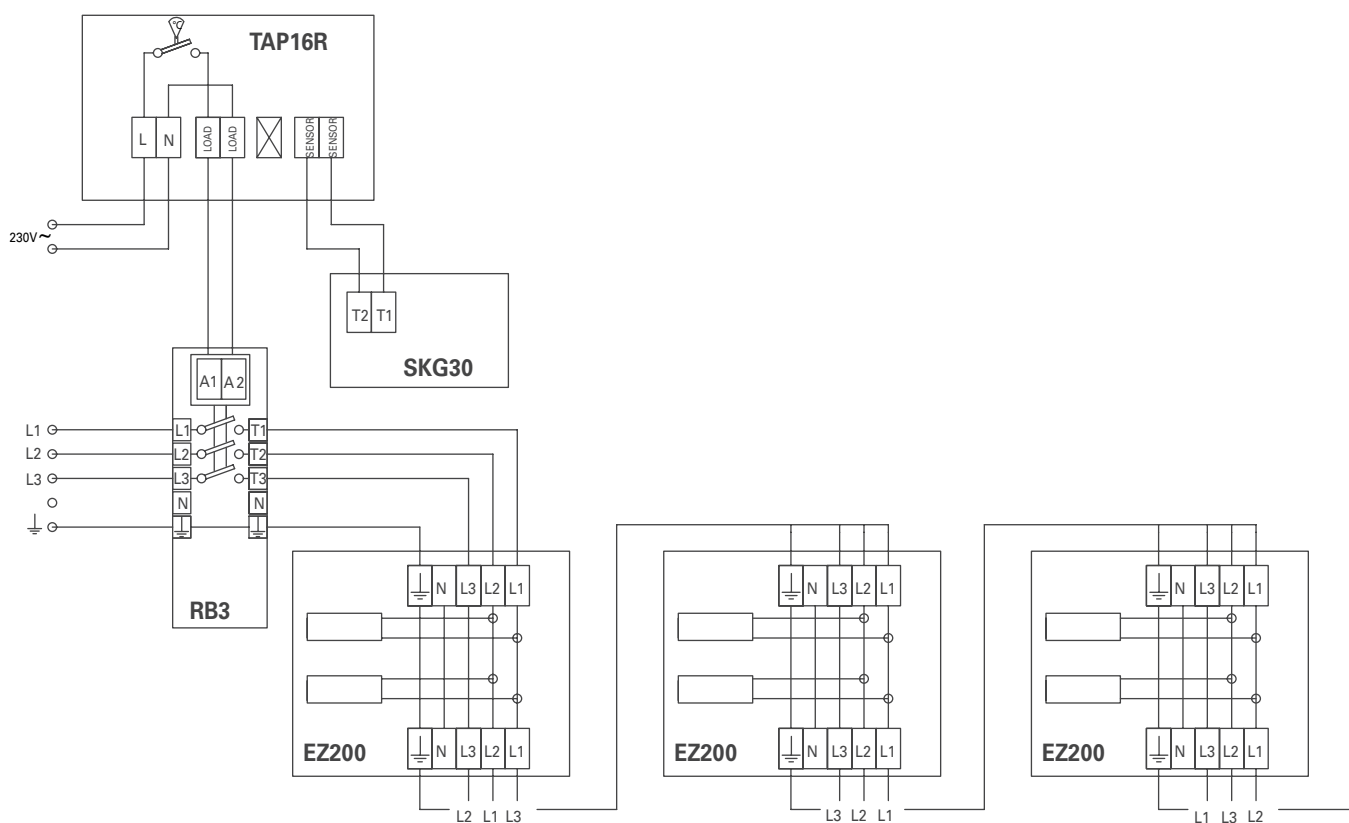 °C
TAP16R
L N LOAD LOAD SENSOR SENSOR
230V~
T2 T1
SKG30
A1 A2
L1 L1 T1
L2 L2 T2
L3 L3 T3
N N
RB3
N L3 L2 L1
N L3 L2 L1
N L3 L2 L1
EZ200 N L3 L2 L1
EZ200 N L3 L2 L1
EZ200 N L3 L2 L1
L2 L1 L3
L3 L2 L1
L1 L3 L2